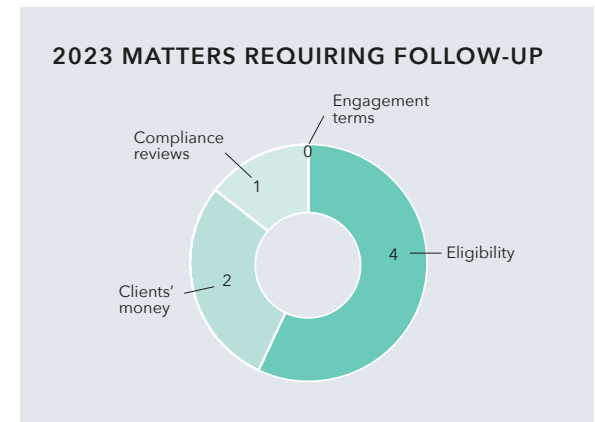 2023 MATTERS REQUIRING FOLLOW-UP
Engagement
terms
0
Compliance
reviews
1
4
Eligibility
2
Clients’
money